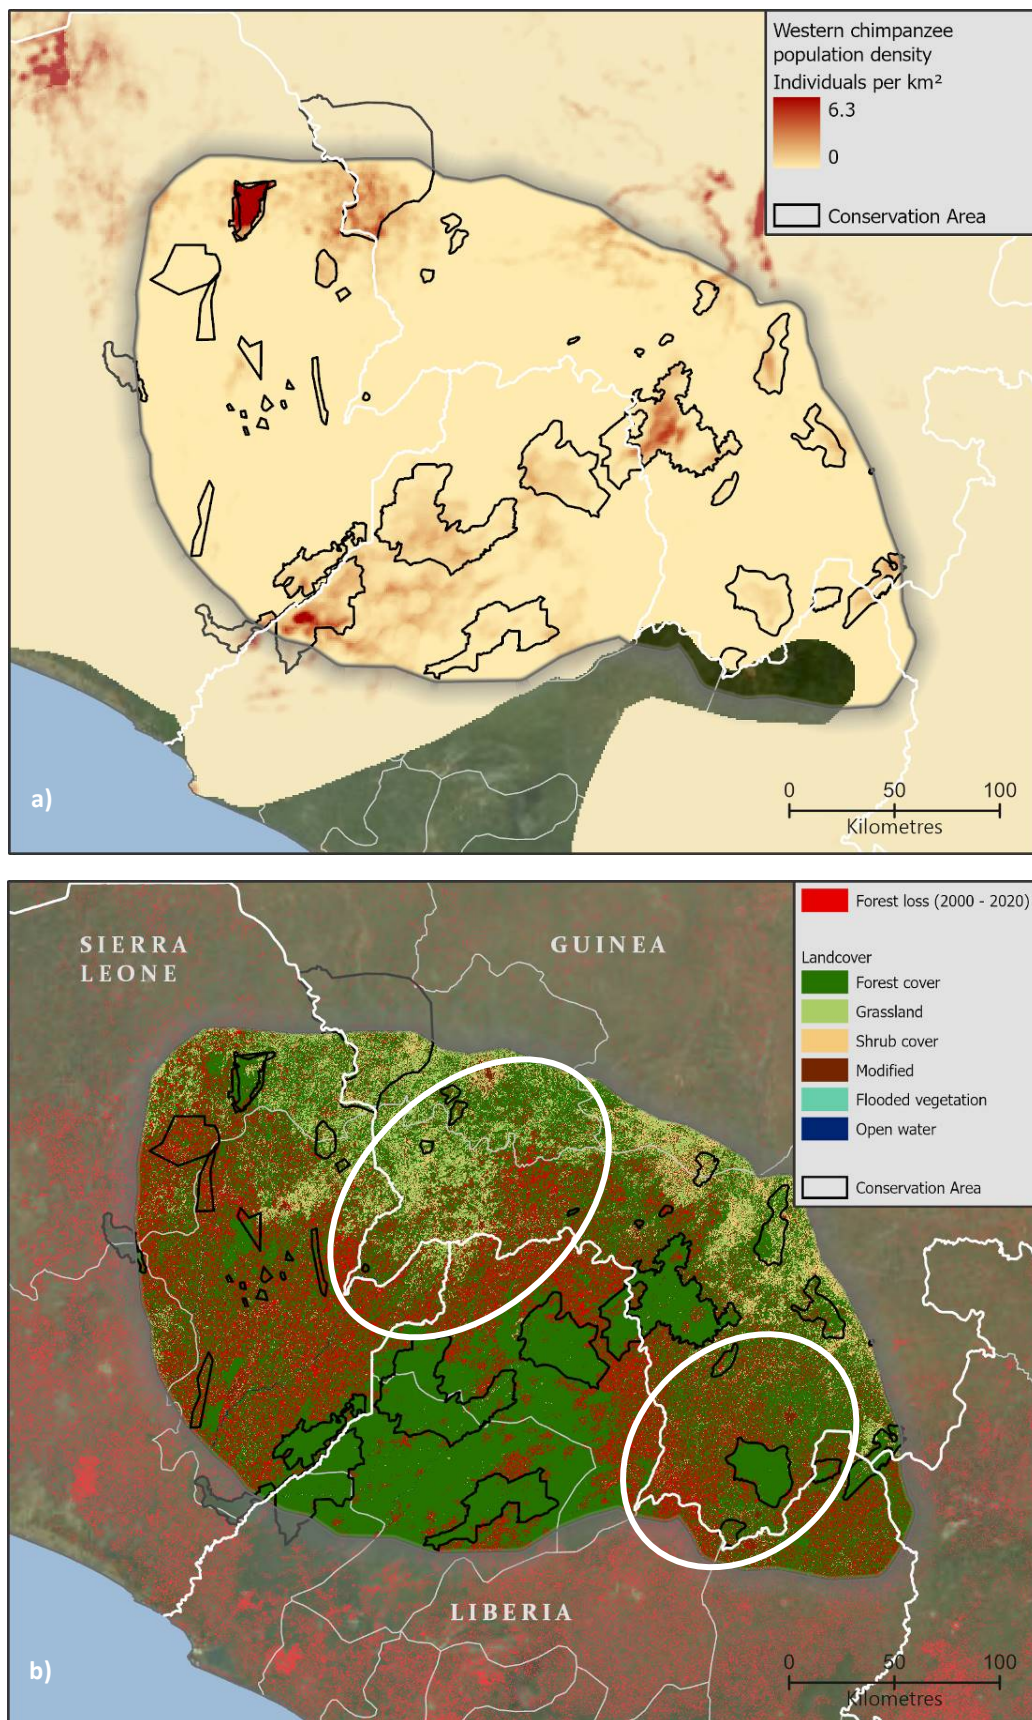 Western chimpanzee
population density
Individuals per km²
6.3
0
Conservation Area
a)
0 50 100
Kilometres
Forest loss (2000 - 2020)
SIERRA
LEONE
GUINEA
Landcover
Forest cover
Grassland
Shrub cover
Modified
Flooded vegetation
Open water
Conservation Area
LIBERIA
b)
0 50 100
Kilometres